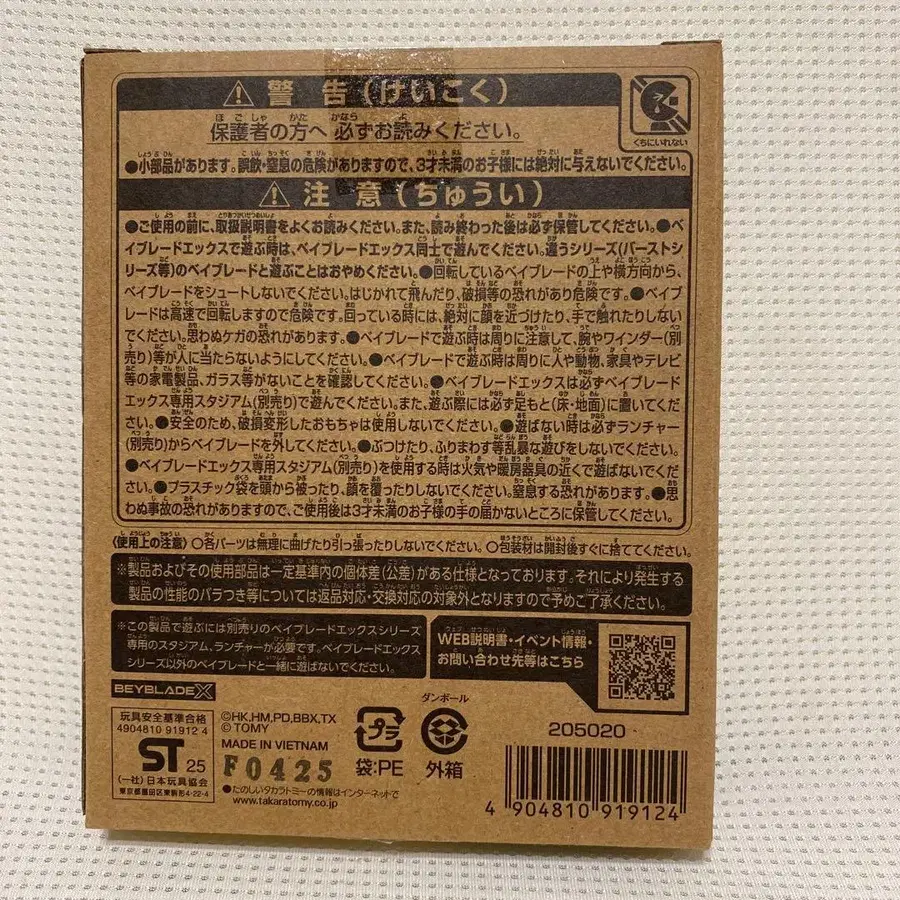 ⚠ 警告(けいこく)
保護者の方へ 必ずお読みください。
くちにいれない
●小部品があります。誤飲・窒息の危険がありますので、3才未満のお子様には絶対に与えないでください。
⚠ 注意(ちゅうい)
●ご使用の前に、取扱説明書をよくお読みください。また、読み終わった後は必ず保管してください。●ベ
イブレードエックスで遊ぶ時は、ベイブレードエックス同士で遊んでください。違うシリーズ(バーストシ
リーズ等)のベイブレードと遊ぶことはおやめください。●回転しているベイブレードの上や横方向から、
ベイブレードをシュートしないでください。はじかれて飛んだり、破損等の恐れがあり危険です。●ベイブ
レードは高速で回転しますので危険です。回っている時には、絶対に顔を近づけたり、手で触れたりしない
でください。思わぬケガの恐れがあります。●ベイブレードで遊ぶ時は周りに注意して、腕やワインダー(別
売り)等が人に当たらないようにしてください。●ベイブレードで遊ぶ時は周りに人や動物、家具やテレビ
等の家電製品、ガラス等がないことを確認してください。●ベイブレードエックスは必ずベイブレード
エックス専用スタジアム(別売り)で遊んでください。また、遊ぶ際には必ず足もと(床・地面)に置いてくだ
さい。●安全のため、破損変形したおもちゃは使用しないでください。●遊ばない時は必ずランチャー
(別売り)からベイブレードを外してください。●ぶつけたり、ふりまわす等乱暴な遊びをしないでください。
●ベイブレードエックス専用スタジアム(別売り)を使用する時は火気や暖房器具の近くで遊ばないでくだ
さい。●プラスチック袋を頭から被ったり、顔を覆ったりしないでください。窒息する恐れがあります。●思
わぬ事故の恐れがありますので、ご使用後は3才未満のお子様の手の届かないところに保管してください。
〈使用上の注意〉○各パーツは無理に曲げたり引っ張ったりしないでください。○包装材は開封後すぐに捨ててください。
※製品およびその使用部品は一定基準内の個体差(公差)がある仕様となっております。それにより発生する
製品の性能のバラつき等については返品対応・交換対応の対象外となりますので予めご了承ください。
※この製品で遊ぶには別売りのベイブレードエックスシリーズ
専用のスタジアム、ランチャーが必要です。ベイブレードエックス
シリーズ以外のベイブレードと一緒に遊ばないでください。
WEB説明書・イベント情報・
お問い合わせ先等はこちら
BEYBLADE X
玩具安全基準合格
4904810 91912 4
ST 25
(一社)日本玩具協会
東京都墨田区東駒形4-22-4
©HK,HM,PD,BBX,TX
© TOMY
MADE IN VIETNAM
F0425
●たのしいタカラトミーの情報はインターネットで
www.takaratomy.co.jp
プラ
袋:PE
ダンボール
外箱
205020
4 904810 919124